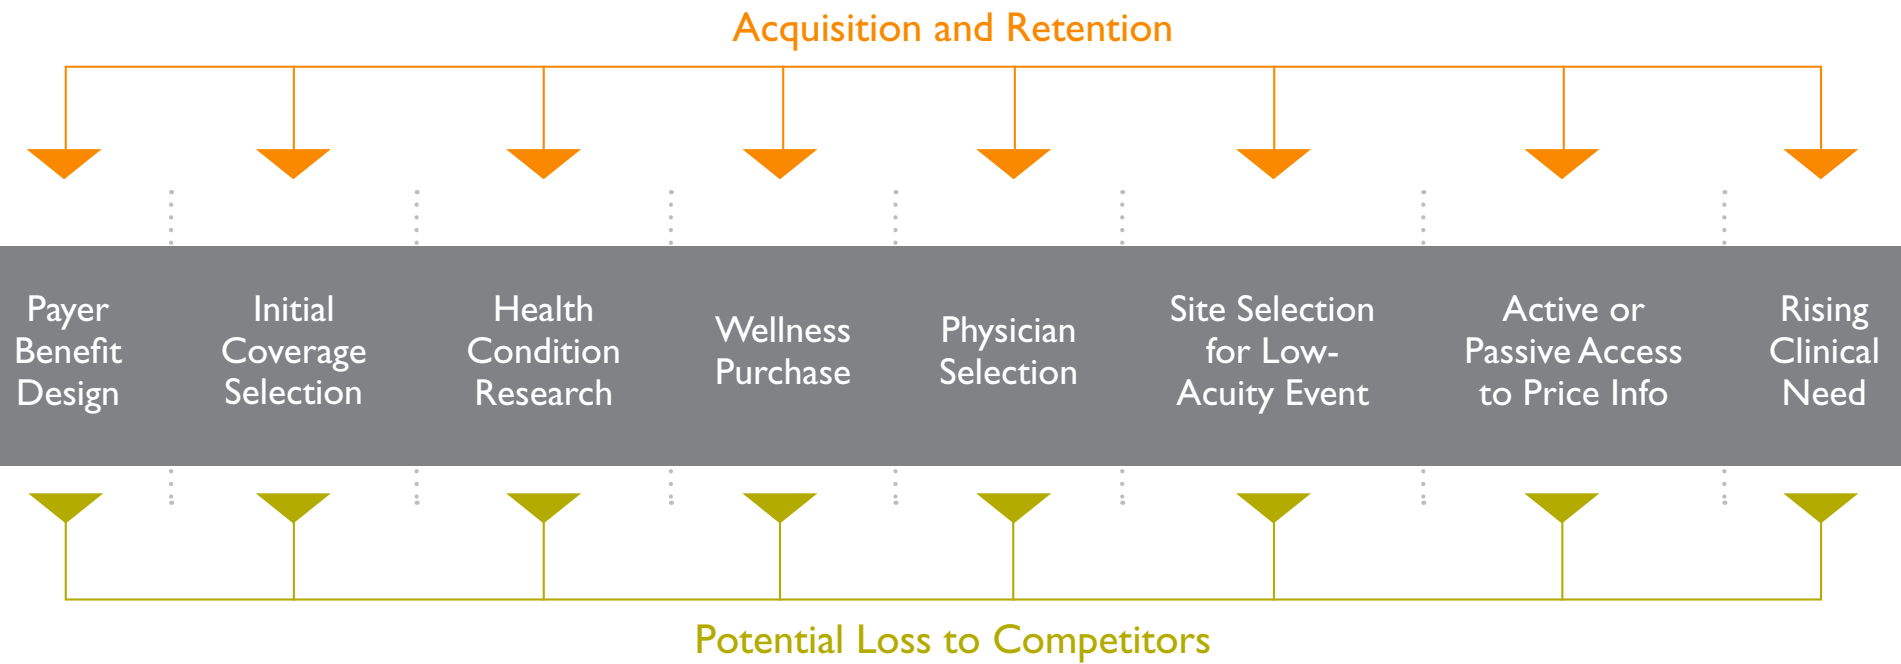 Acquisition and Retention
Payer
Benefit
Design
Initial
Coverage
Selection
Health
Condition
Research
Wellness
Purchase
Physician
Selection
Site Selection
for Low-
Acuity Event
Active or
Passive Access
to Price Info
Rising
Clinical
Need
Potential Loss to Competitors